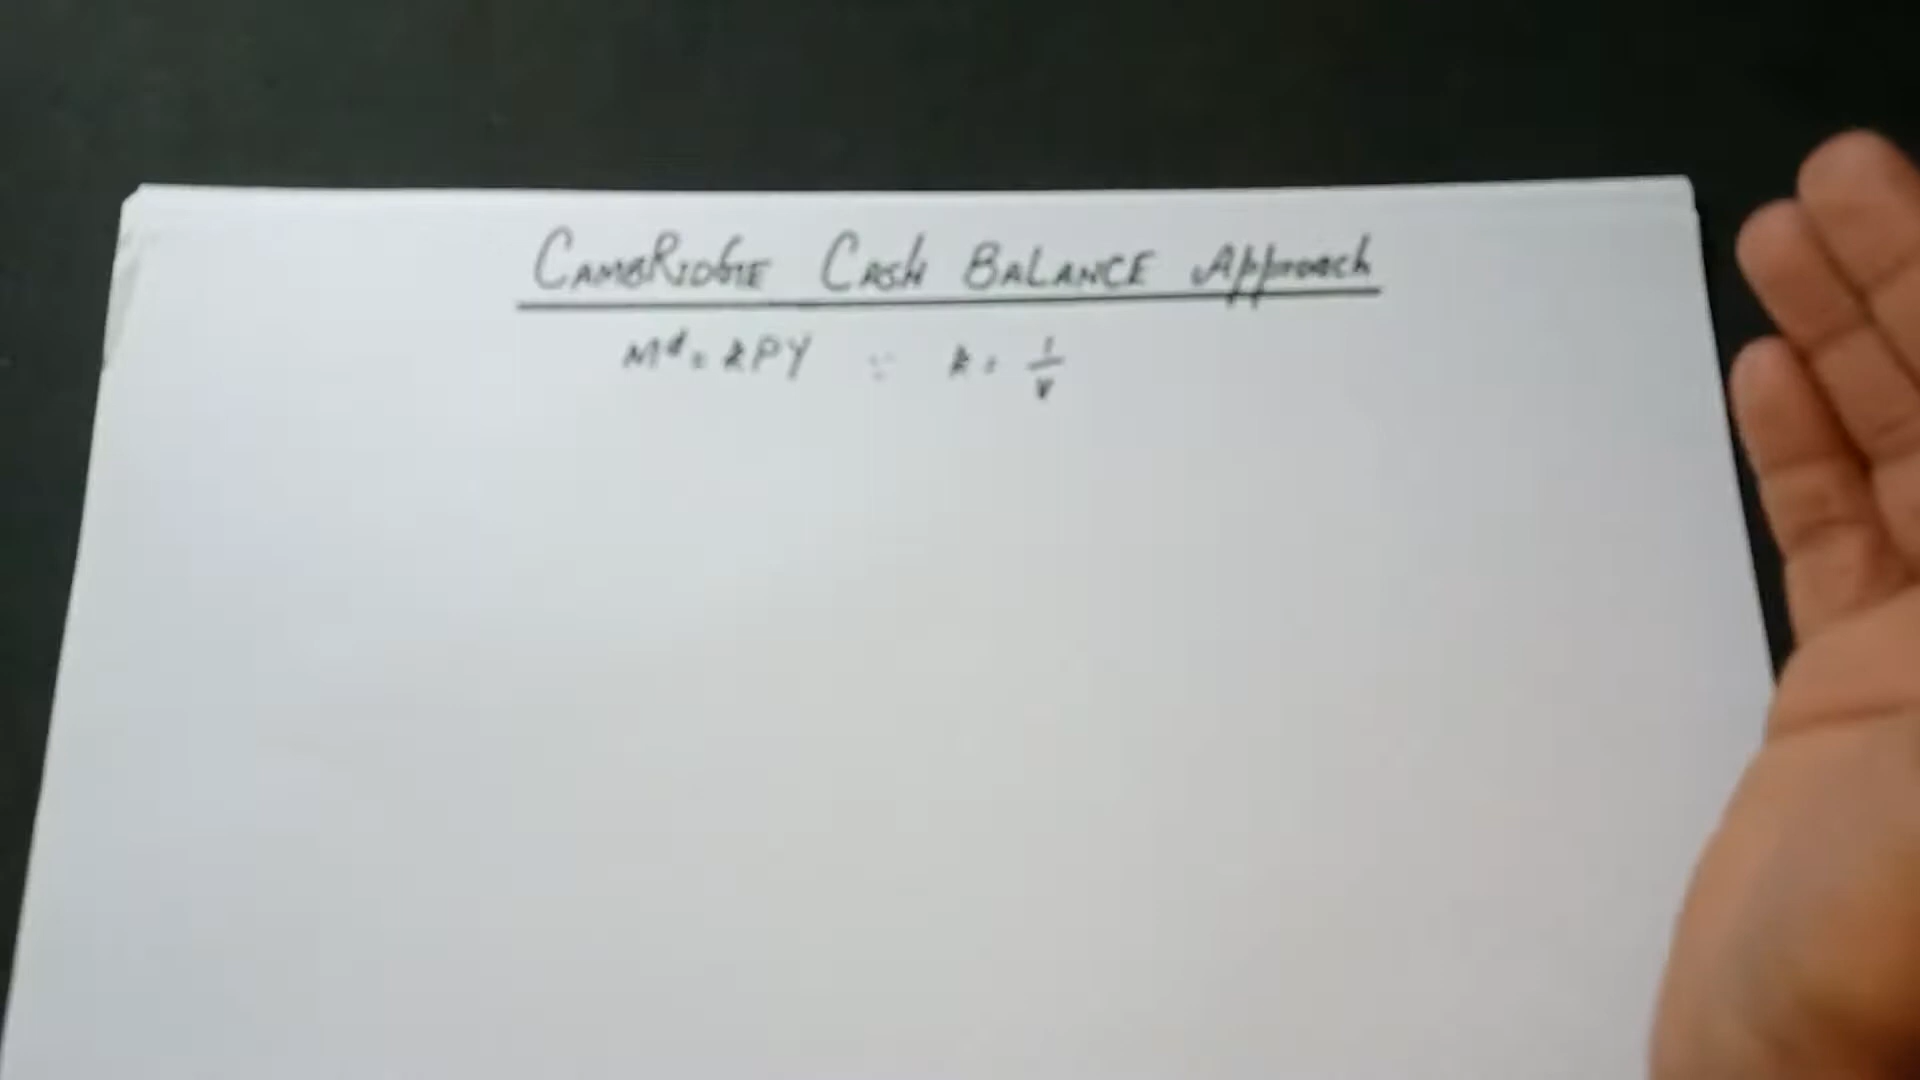 CAMBRIDGE CASH BALANCE Approach
Mᵈ = kPY ∵ k = 1/v